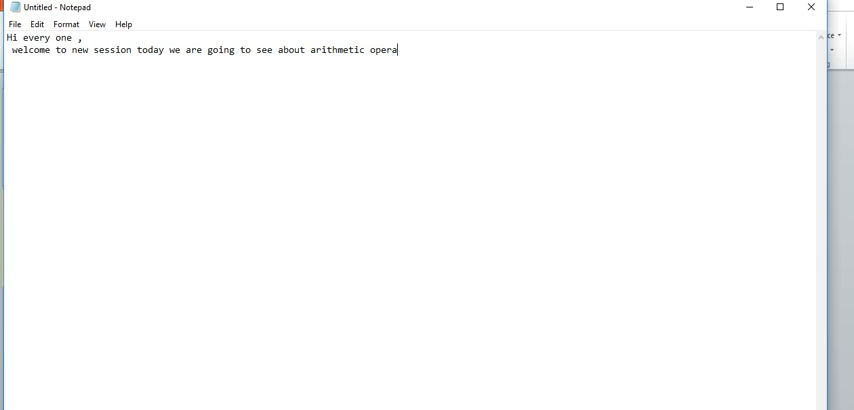 Untitled - Notepad
File Edit Format View Help
Hi every one ,
welcome to new session today we are going to see about arithmetic opera